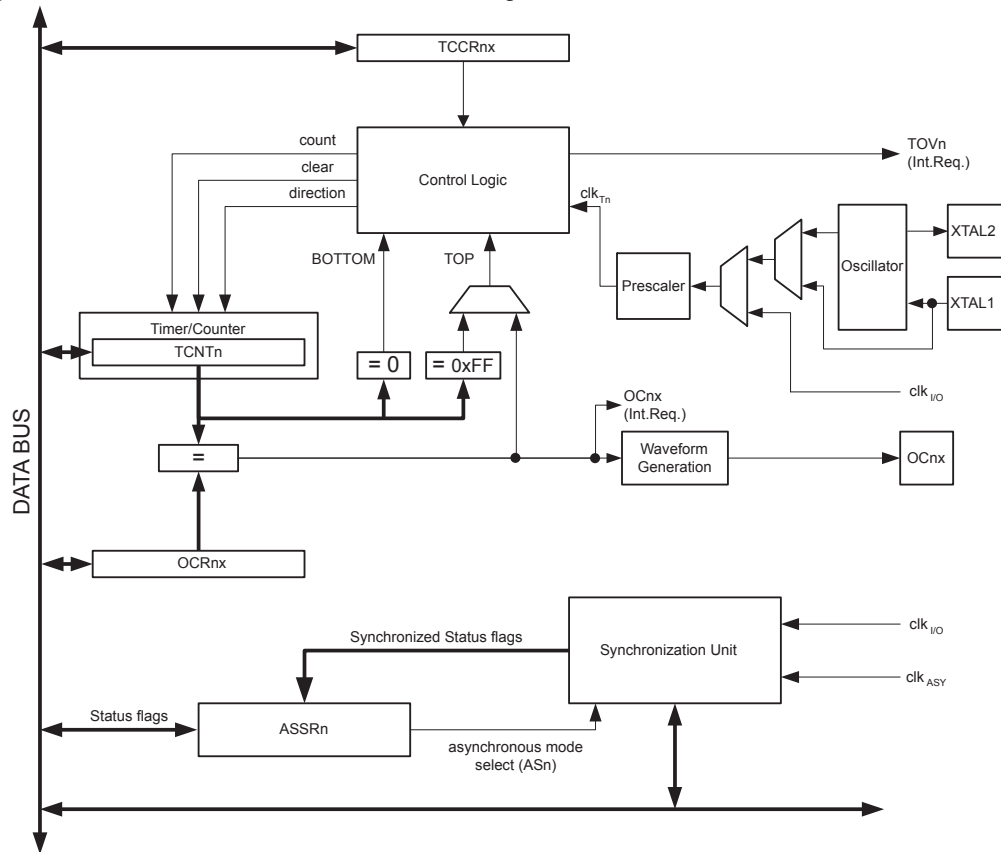 TCCRnx
count
clear
direction
Control Logic
TOVn
(Int.Req.)
clkTn
BOTTOM
TOP
Prescaler
Oscillator
XTAL2
XTAL1
Timer/Counter
TCNTn
= 0
= 0xFF
clkI/O
OCnx
(Int.Req.)
=
Waveform
Generation
OCnx
DATA BUS
OCRnx
Synchronized Status flags
Synchronization Unit
clkI/O
clkASY
Status flags
ASSRn
asynchronous mode
select (ASn)